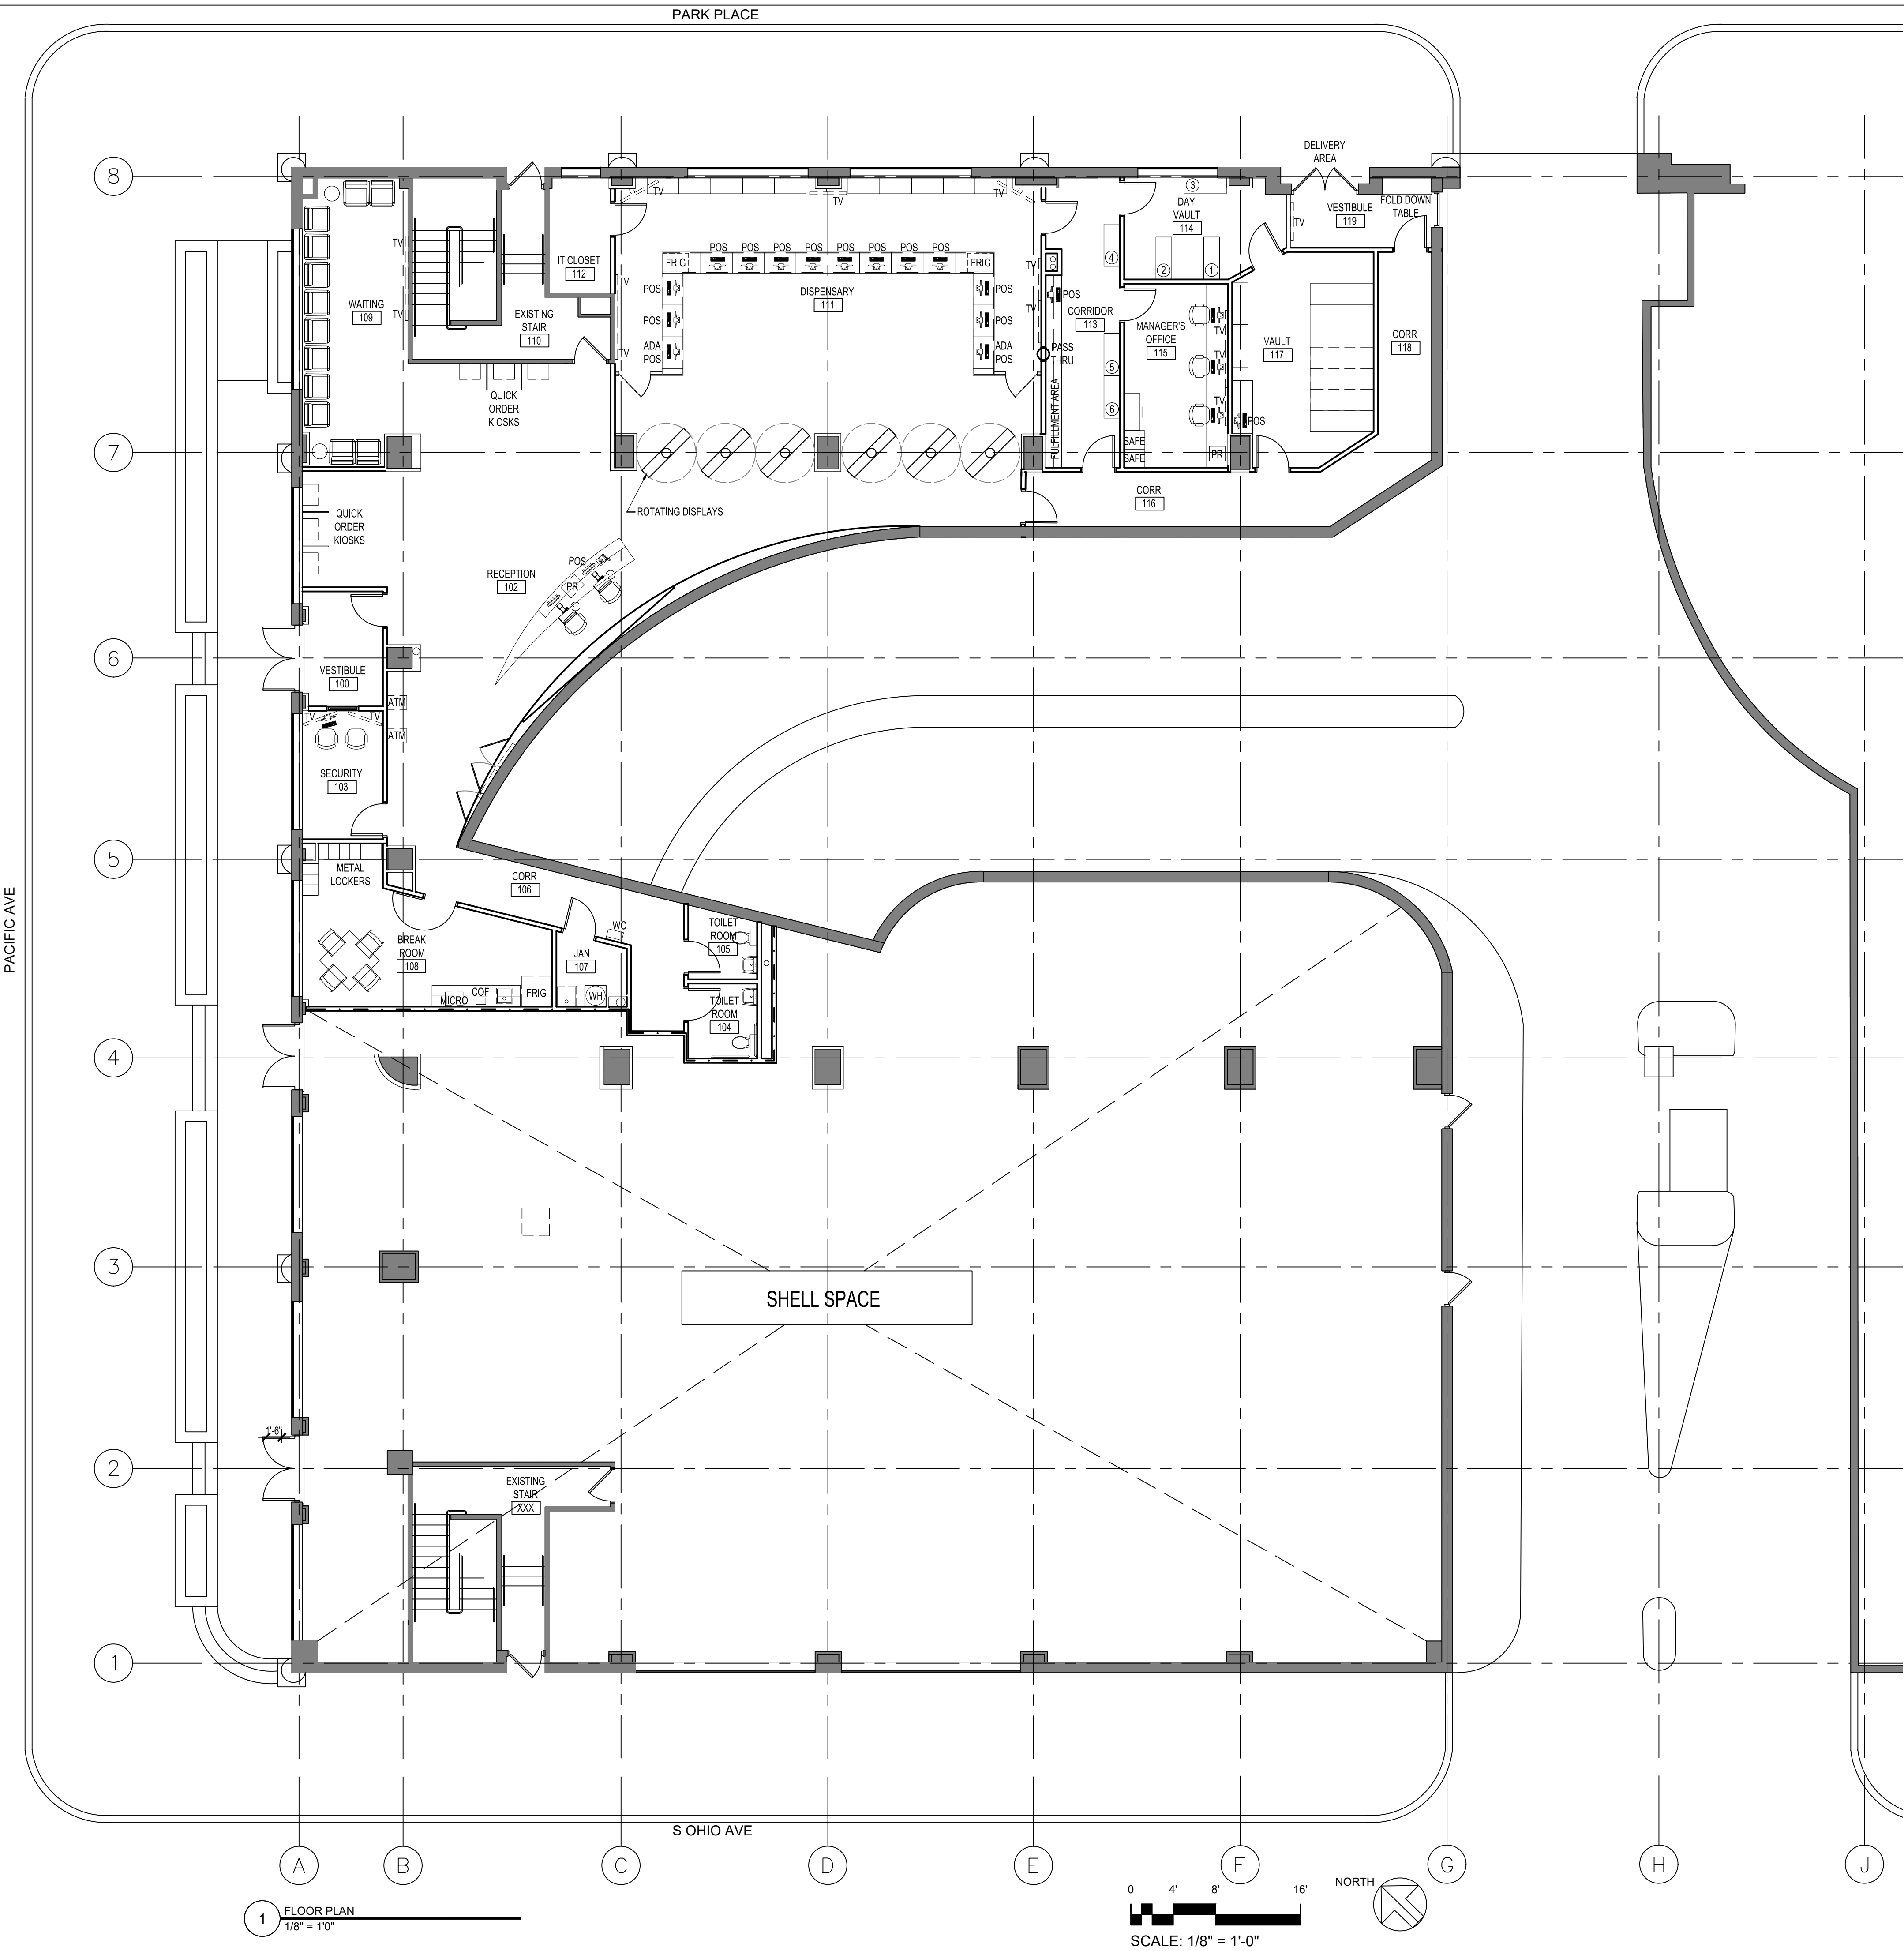 PARK PLACE
8
DELIVERY
AREA
TV
TV
TV
3
DAY
VAULT
114
FOLD DOWN
TABLE
VESTIBULE
119
TV
TV
POS
POS
POS
POS
POS
POS
POS
POS
FRIG
FRIG
IT CLOSET
112
TV
TV
4
2
1
POS
POS
POS
DISPENSARY
111
WAITING
109
TV
EXISTING
STAIR
110
POS
POS
TV
CORRIDOR
113
MANAGER'S
OFFICE
115
TV
ADA
POS
ADA
POS
TV
PASS
THRU
5
TV
VAULT
117
CORR
118
QUICK
ORDER
KIOSKS
FULFILLMENT AREA
6
TV
POS
SAFE
SAFE
PR
7
CORR
116
ROTATING DISPLAYS
QUICK
ORDER
KIOSKS
RECEPTION
102
POS
PR
6
VESTIBULE
100
ATM
TV
TV
ATM
SECURITY
103
5
METAL
LOCKERS
CORR
106
PACIFIC AVE
WC
TOILET
ROOM
105
BREAK
ROOM
108
JAN
107
MICRO
COF
FRIG
WH
TOILET
ROOM
104
4
3
SHELL SPACE
1'-6"
2
EXISTING
STAIR
XXX
1
S OHIO AVE
A
B
C
D
E
F
G
H
J
1
FLOOR PLAN
1/8" = 1'0"
0 4' 8' 16'
SCALE: 1/8" = 1'-0"
NORTH